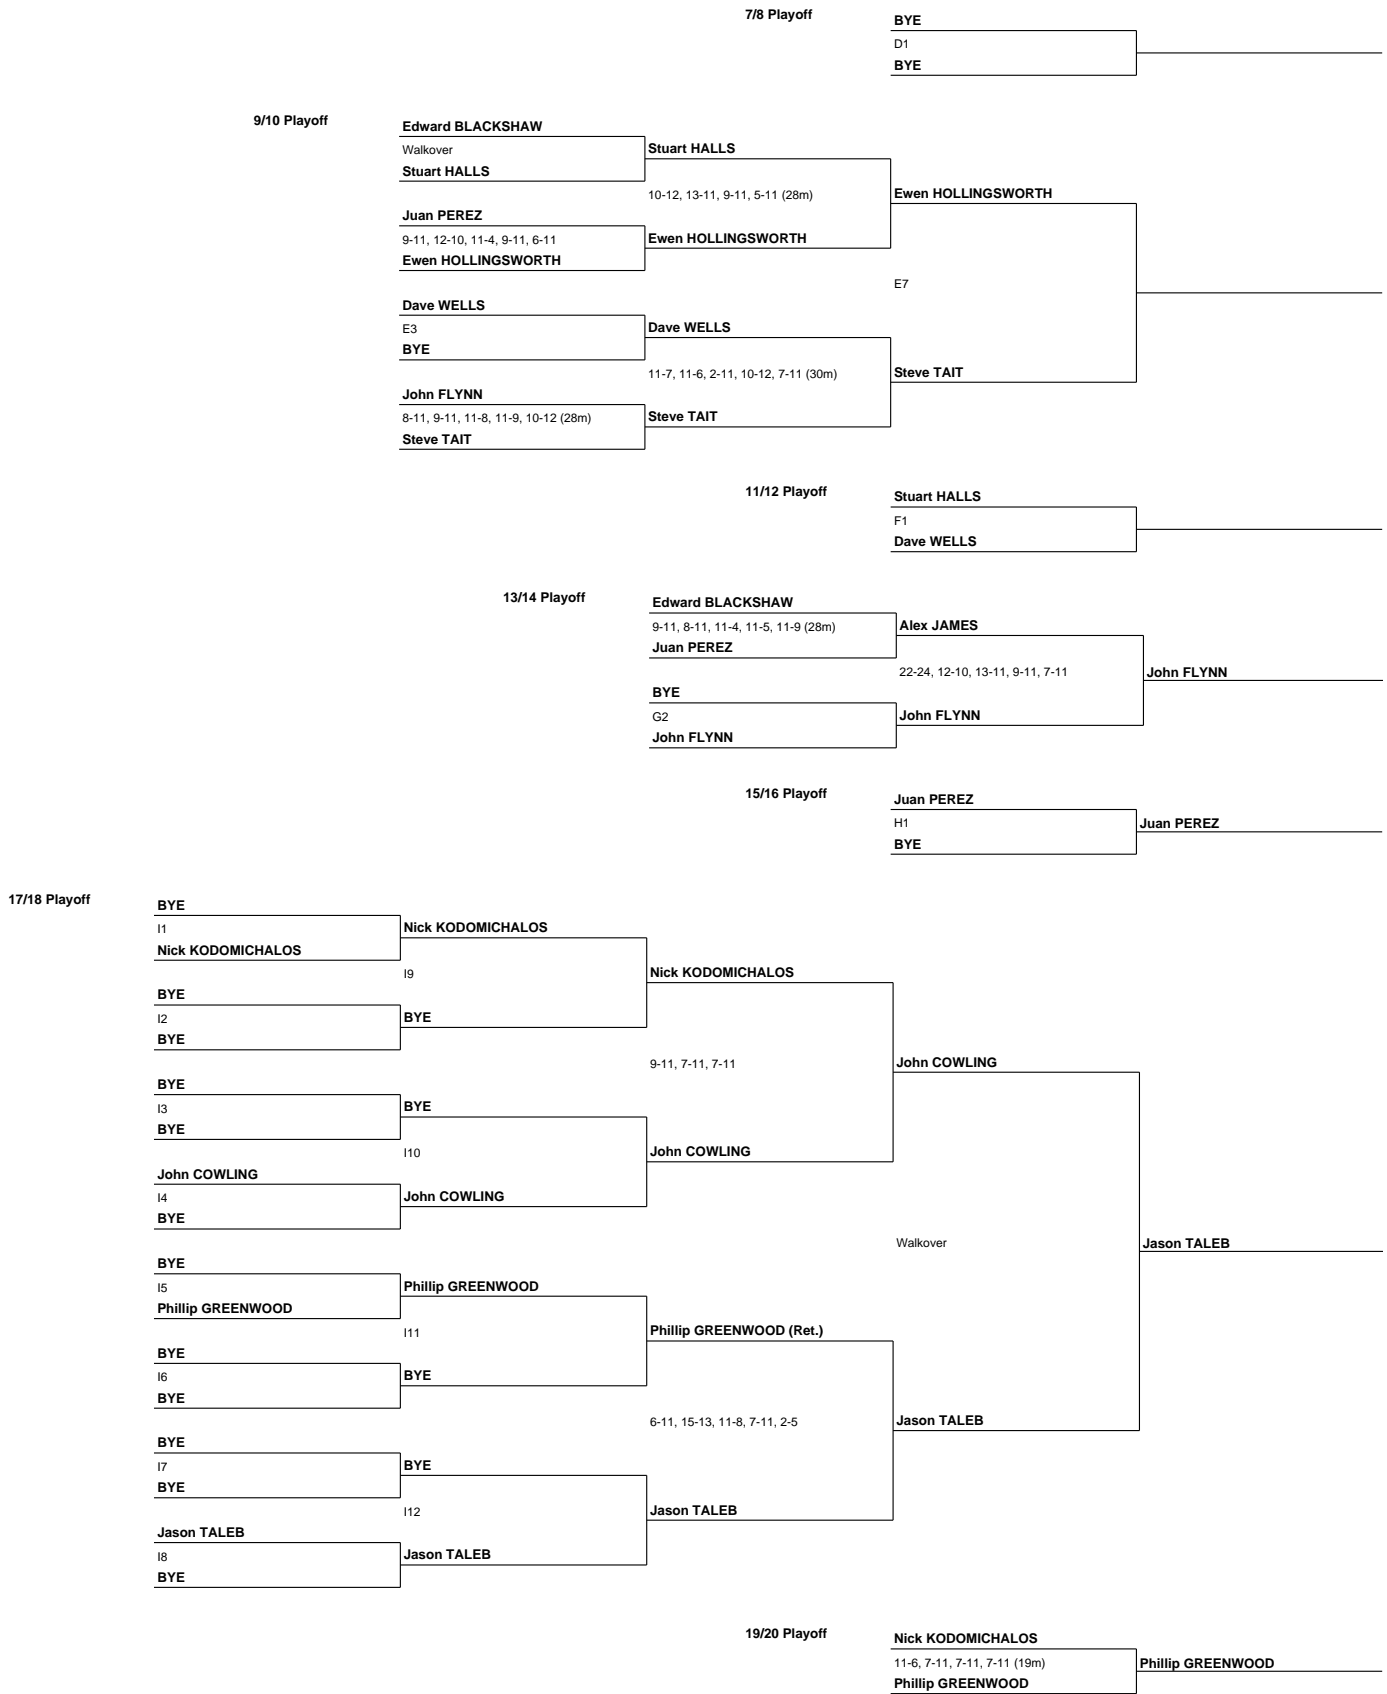 7/8 Playoff
BYE
D1
BYE
9/10 Playoff
Edward BLACKSHAW
Walkover
Stuart HALLS
Stuart HALLS
10-12, 13-11, 9-11, 5-11 (28m)
Ewen HOLLINGSWORTH
Juan PEREZ
9-11, 12-10, 11-4, 9-11, 6-11
Ewen HOLLINGSWORTH
Ewen HOLLINGSWORTH
E7
Dave WELLS
E3
Dave WELLS
BYE
11-7, 11-6, 2-11, 10-12, 7-11 (30m)
Steve TAIT
John FLYNN
8-11, 9-11, 11-8, 11-9, 10-12 (28m)
Steve TAIT
Steve TAIT
11/12 Playoff
Stuart HALLS
F1
Dave WELLS
13/14 Playoff
Edward BLACKSHAW
9-11, 8-11, 11-4, 11-5, 11-9 (28m)
Alex JAMES
Juan PEREZ
22-24, 12-10, 13-11, 9-11, 7-11
John FLYNN
BYE
G2
John FLYNN
John FLYNN
15/16 Playoff
Juan PEREZ
H1
Juan PEREZ
BYE
17/18 Playoff
BYE
I1
Nick KODOMICHALOS
Nick KODOMICHALOS
I9
Nick KODOMICHALOS
BYE
I2
BYE
BYE
9-11, 7-11, 7-11
John COWLING
BYE
I3
BYE
BYE
I10
John COWLING
John COWLING
I4
John COWLING
BYE
Walkover
Jason TALEB
BYE
I5
Phillip GREENWOOD
Phillip GREENWOOD
I11
Phillip GREENWOOD (Ret.)
BYE
I6
BYE
BYE
6-11, 15-13, 11-8, 7-11, 2-5
Jason TALEB
BYE
I7
BYE
BYE
I12
Jason TALEB
Jason TALEB
I8
Jason TALEB
BYE
19/20 Playoff
Nick KODOMICHALOS
11-6, 7-11, 7-11, 7-11 (19m)
Phillip GREENWOOD
Phillip GREENWOOD